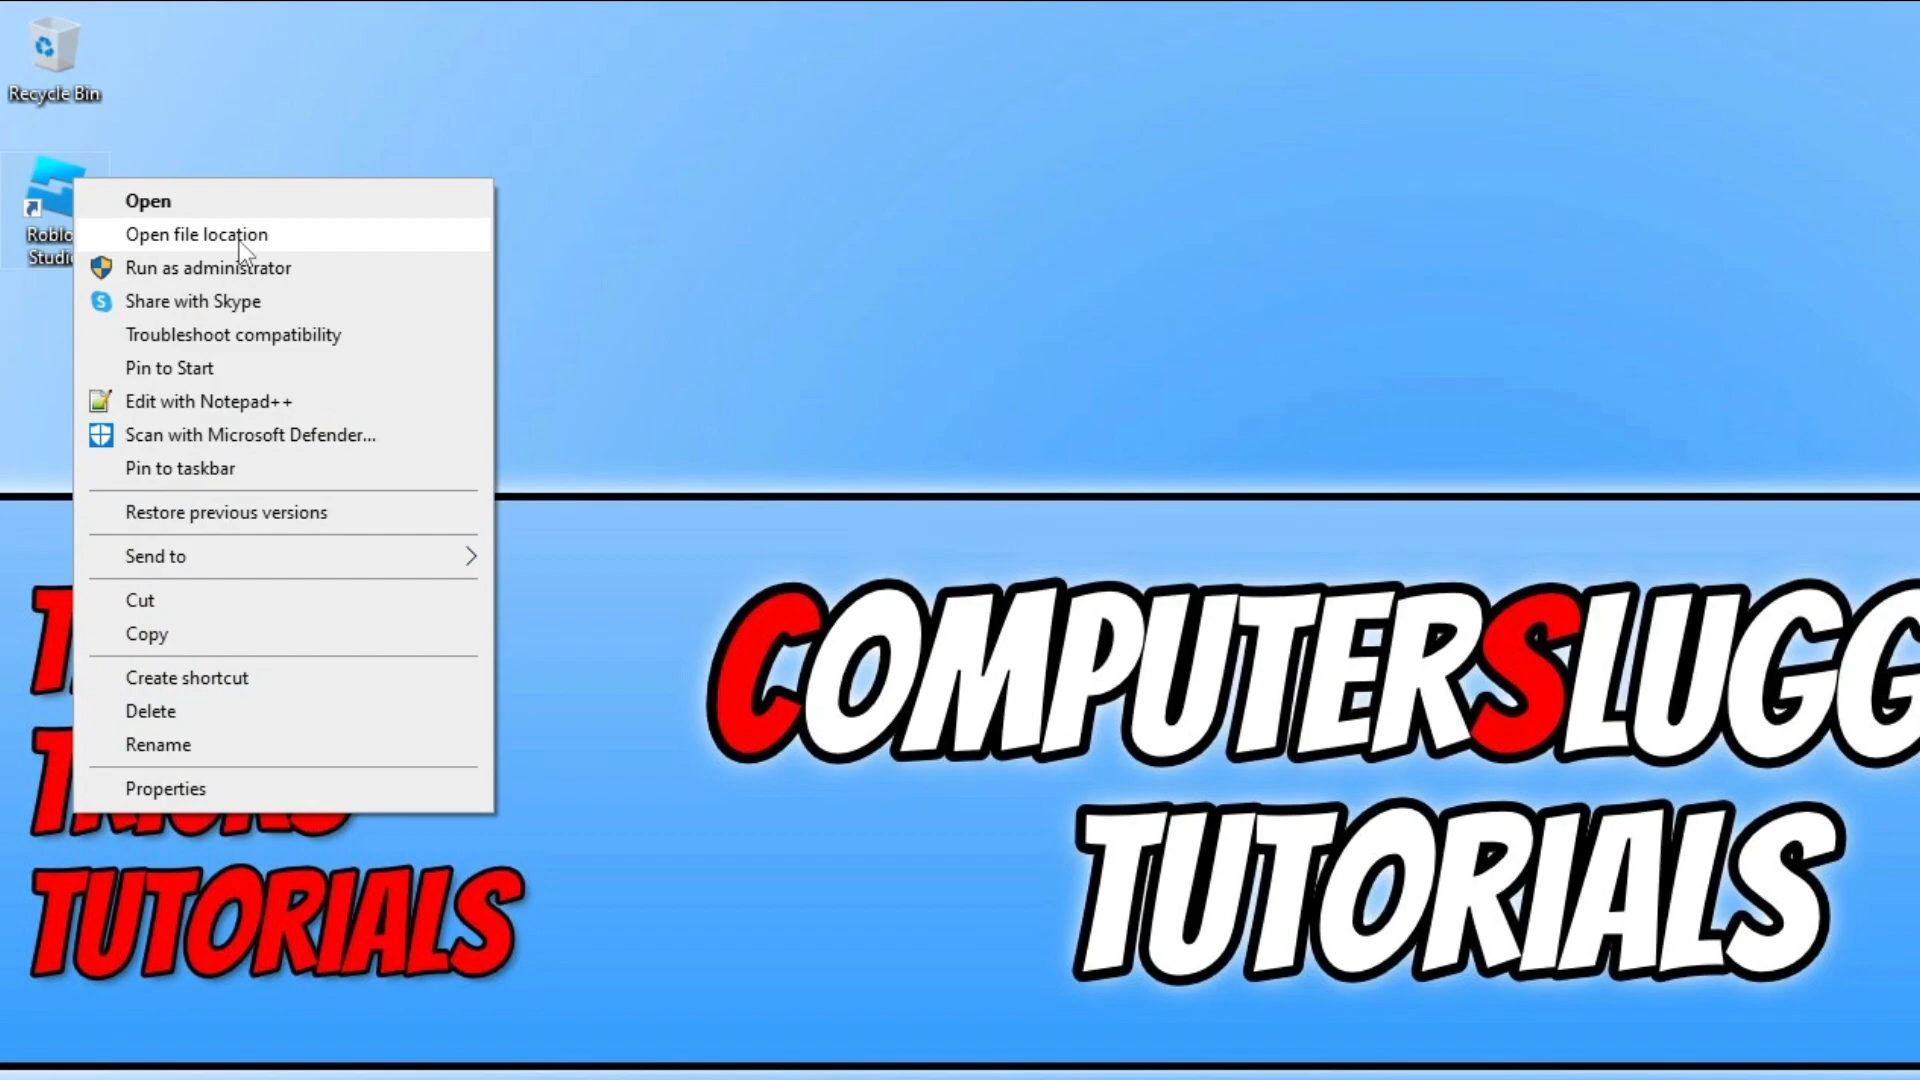 Recycle Bin
Roblo
Studi
Open
Open file location
Run as administrator
Share with Skype
Troubleshoot compatibility
Pin to Start
Edit with Notepad++
Scan with Microsoft Defender...
Pin to taskbar
Restore previous versions
Send to
Cut
Copy
Create shortcut
Delete
Rename
Properties
TUTORIALS
COMPUTERSLUGG
TUTORIALS